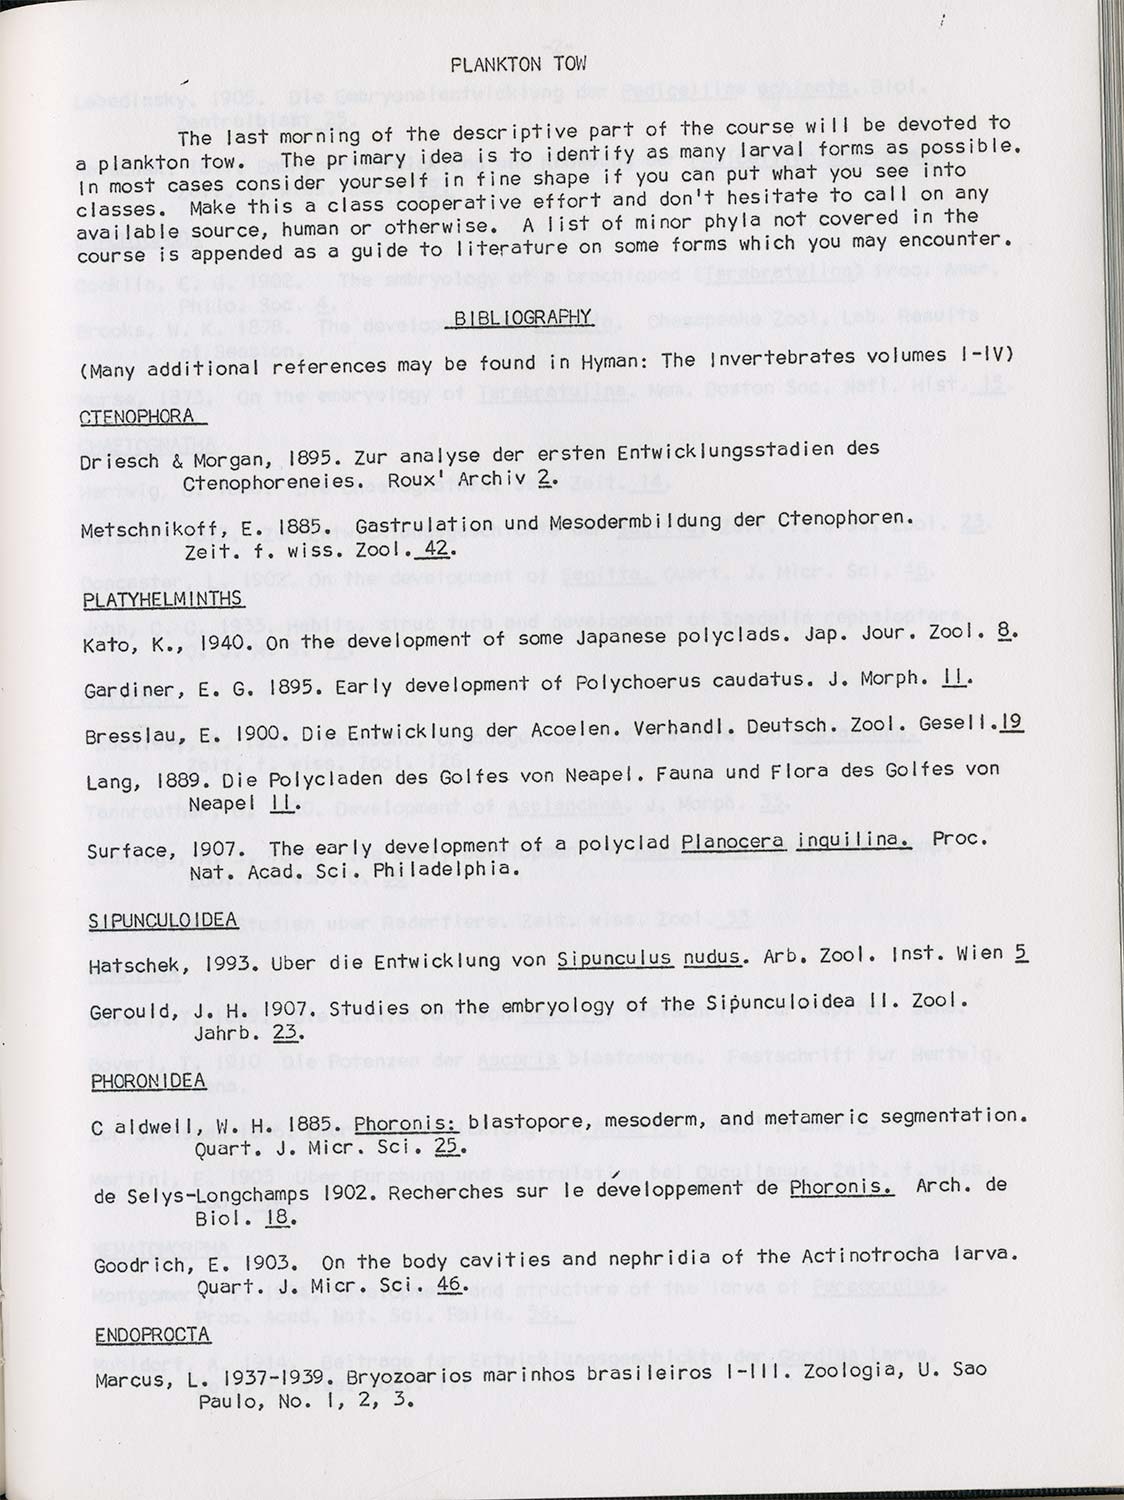 PLANKTON TOW
The last morning of the descriptive part of the course will be devoted to
a plankton tow. The primary idea is to identify as many larval forms as possible.
In most cases consider yourself in fine shape if you can put what you see into
classes. Make this a class cooperative effort and don't hesitate to call on any
available source, human or otherwise. A list of minor phyla not covered in the
course is appended as a guide to literature on some forms which you may encounter.
BIBLIOGRAPHY
(Many additional references may be found in Hyman: The Invertebrates volumes I-IV)
CTENOPHORA
Driesch & Morgan, 1895. Zur analyse der ersten Entwicklungsstadien des
Ctenophoreneies. Roux' Archiv 2.
Metschnikoff, E. 1885. Gastrulation und Mesodermbildung der Ctenophoren.
Zeit. f. wiss. Zool. 42.
PLATYHELMINTHS
Kato, K., 1940. On the development of some Japanese polyclads. Jap. Jour. Zool. 8.
Gardiner, E. G. 1895. Early development of Polychoerus caudatus. J. Morph. 11.
Bresslau, E. 1900. Die Entwicklung der Acoelen. Verhandl. Deutsch. Zool. Gesell.19
Lang, 1889. Die Polycladen des Golfes von Neapel. Fauna und Flora des Golfes von
Neapel 11.
Surface, 1907. The early development of a polyclad Planocera inquilina. Proc.
Nat. Acad. Sci. Philadelphia.
SIPUNCULOIDEA
Hatschek, 1993. Uber die Entwicklung von Sipunculus nudus. Arb. Zool. Inst. Wien 5
Gerould, J. H. 1907. Studies on the embryology of the Sipunculoidea II. Zool.
Jahrb. 23.
PHORONIDEA
C aldwell, W. H. 1885. Phoronis: blastopore, mesoderm, and metameric segmentation.
Quart. J. Micr. Sci. 25.
de Selys-Longchamps 1902. Recherches sur le développement de Phoronis. Arch. de
Biol. 18.
Goodrich, E. 1903. On the body cavities and nephridia of the Actinotrocha larva.
Quart. J. Micr. Sci. 46.
ENDOPROCTA
Marcus, L. 1937-1939. Bryozoarios marinhos brasileiros I-III. Zoologia, U. Sao
Paulo, No. 1, 2, 3.